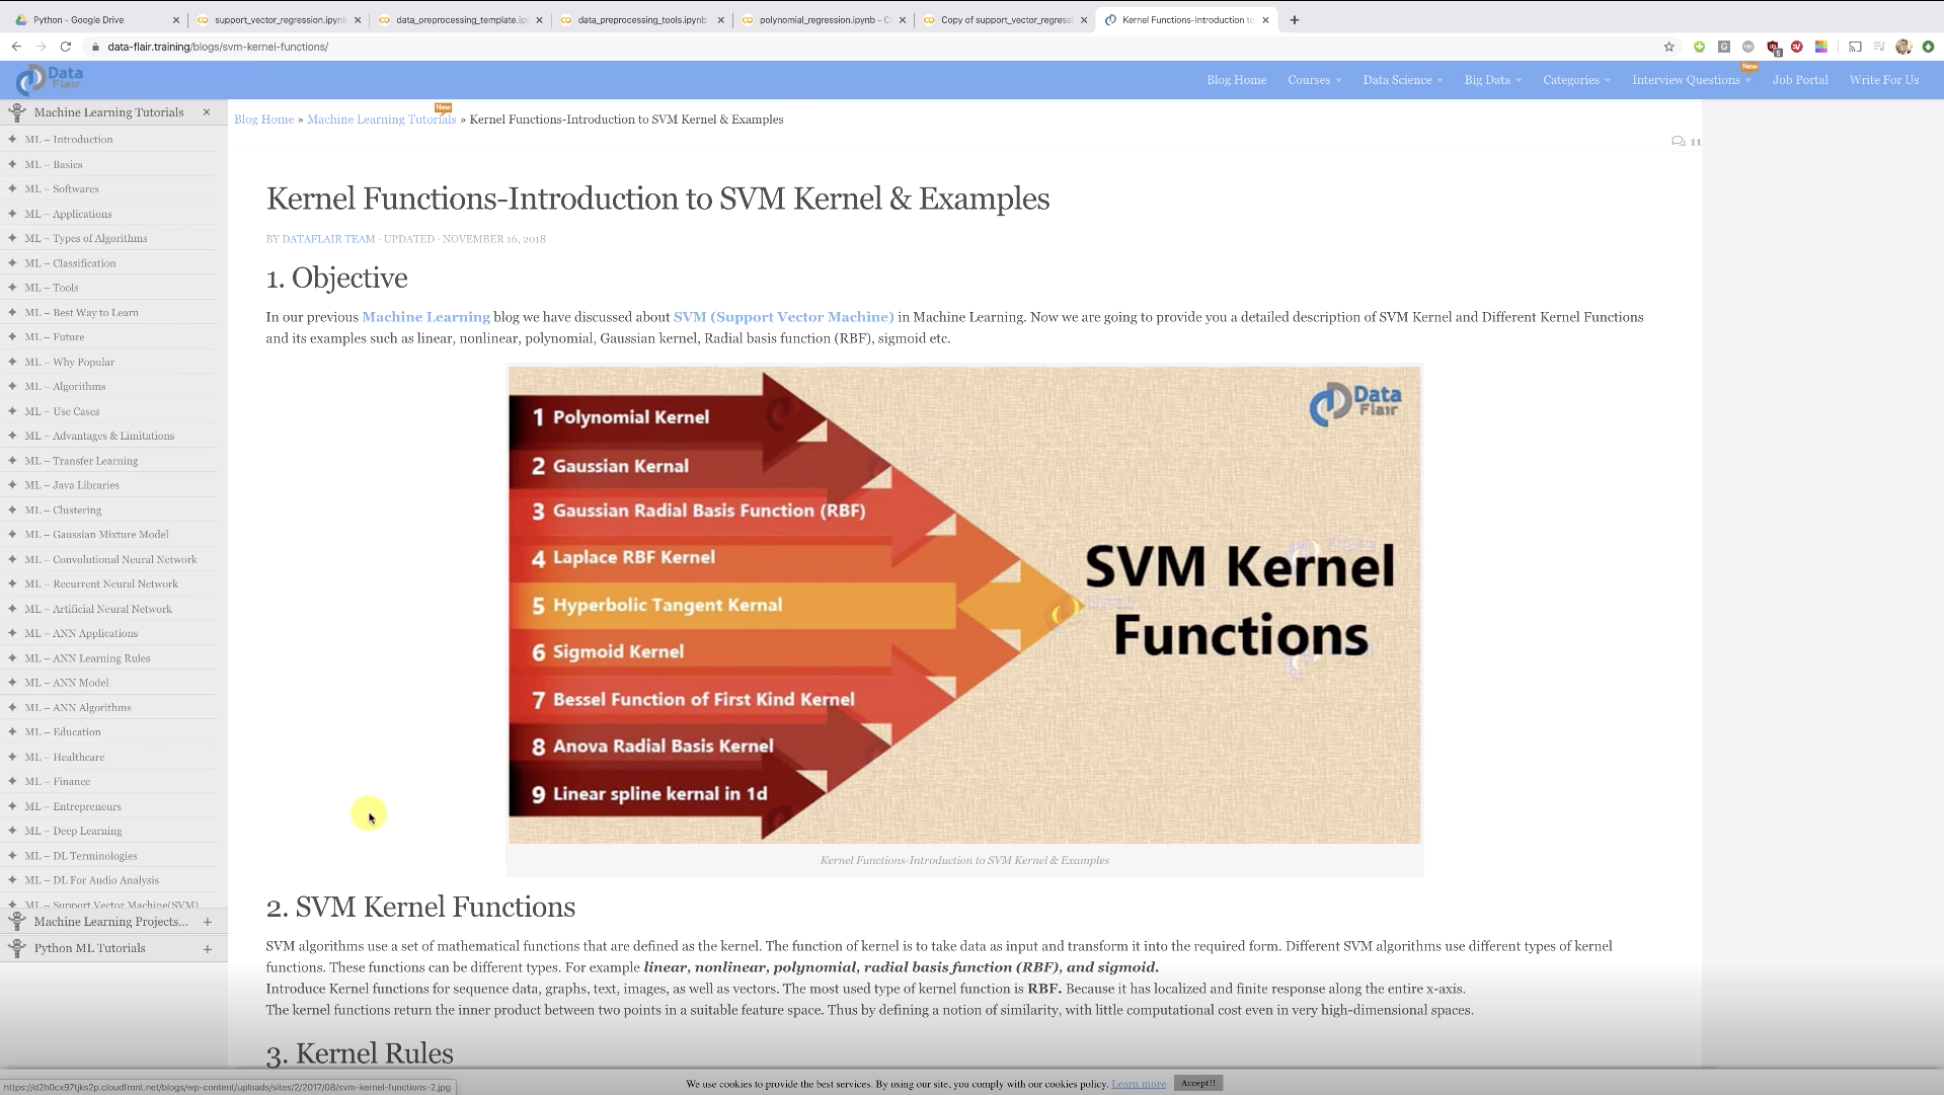 Python - Google Drive
support_vector_regression.ipynb
data_preprocessing_template.ip
data_preprocessing_tools.ipynb
polynomial_regression.ipynb - C
Copy of support_vector_regress
Kernel Functions-Introduction to
data-flair.training/blogs/svm-kernel-functions/
Data
Flair
Blog Home
Courses
Data Science
Big Data
Categories
Interview Questions
New
Job Portal
Write For Us
Machine Learning Tutorials
ML – Introduction
ML – Basics
ML – Softwares
ML – Applications
ML – Types of Algorithms
ML – Classification
ML – Tools
ML – Best Way to Learn
ML – Future
ML – Why Popular
ML – Algorithms
ML – Use Cases
ML – Advantages & Limitations
ML – Transfer Learning
ML – Java Libraries
ML – Clustering
ML – Gaussian Mixture Model
ML – Convolutional Neural Network
ML – Recurrent Neural Network
ML – Artificial Neural Network
ML – ANN Applications
ML – ANN Learning Rules
ML – ANN Model
ML – ANN Algorithms
ML – Education
ML – Healthcare
ML – Finance
ML – Entrepreneurs
ML – Deep Learning
ML – DL Terminologies
ML – DL For Audio Analysis
ML – Support Vector Machine(SVM)
Machine Learning Projects... +
Python ML Tutorials +
New
Blog Home » Machine Learning Tutorials » Kernel Functions-Introduction to SVM Kernel & Examples
11
Kernel Functions-Introduction to SVM Kernel & Examples
BY DATAFLAIR TEAM · UPDATED · NOVEMBER 16, 2018
1. Objective
In our previous Machine Learning blog we have discussed about SVM (Support Vector Machine) in Machine Learning. Now we are going to provide you a detailed description of SVM Kernel and Different Kernel Functions
and its examples such as linear, nonlinear, polynomial, Gaussian kernel, Radial basis function (RBF), sigmoid etc.
1 Polynomial Kernel
2 Gaussian Kernal
3 Gaussian Radial Basis Function (RBF)
4 Laplace RBF Kernel
5 Hyperbolic Tangent Kernal
6 Sigmoid Kernel
7 Bessel Function of First Kind Kernel
8 Anova Radial Basis Kernel
9 Linear spline kernal in 1d
Data
Flair
SVM Kernel
Functions
Kernel Functions-Introduction to SVM Kernel & Examples
2. SVM Kernel Functions
SVM algorithms use a set of mathematical functions that are defined as the kernel. The function of kernel is to take data as input and transform it into the required form. Different SVM algorithms use different types of kernel
functions. These functions can be different types. For example linear, nonlinear, polynomial, radial basis function (RBF), and sigmoid.
Introduce Kernel functions for sequence data, graphs, text, images, as well as vectors. The most used type of kernel function is RBF. Because it has localized and finite response along the entire x-axis.
The kernel functions return the inner product between two points in a suitable feature space. Thus by defining a notion of similarity, with little computational cost even in very high-dimensional spaces.
3. Kernel Rules
https://d2h0cx97tjks2p.cloudfront.net/blogs/wp-content/uploads/sites/2/2017/08/svm-kernel-functions-2.jpg
We use cookies to provide the best services. By using our site, you comply with our cookies policy. Learn more Accept!!